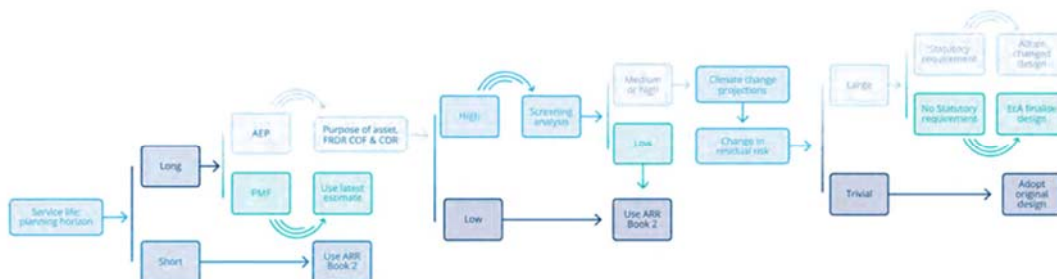 Service life:
planning horizon
Long
Short
AEP
PMF
Use ARR
Book 2
Purpose of asset,
FRDR COF & COR
Use latest
estimate
High
Low
Screening
analysis
Use ARR
Book 2
Medium
or high
Low
Climate change
projections
Change in
residual risk
Large
Trivial
Statutory
requirement
Adopt
changed
design
No Statutory
requirement
design
Adopt
original
design